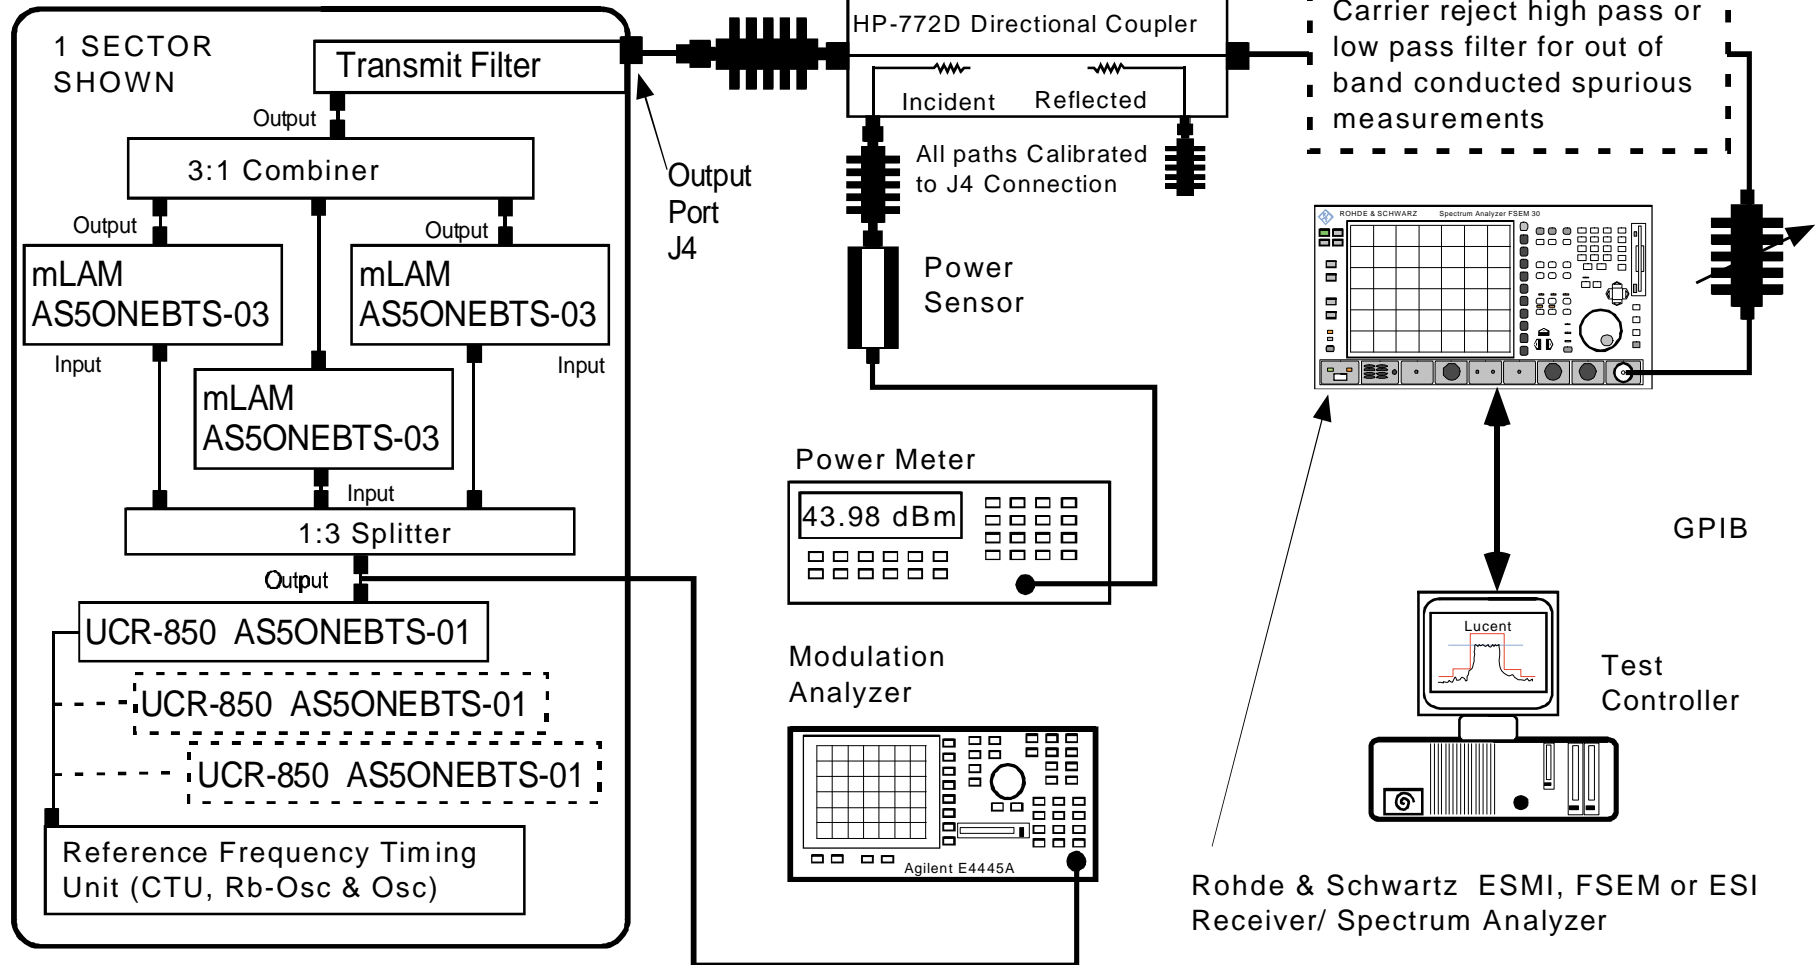 1 SECTOR
SHOWN
Transmit Filter
Output
3:1 Combiner
Output
Output
mLAM
AS5ONEBTS-03
mLAM
AS5ONEBTS-03
Input
Input
mLAM
AS5ONEBTS-03
Input
1:3 Splitter
Output
UCR-850 AS5ONEBTS-01
UCR-850 AS5ONEBTS-01
UCR-850 AS5ONEBTS-01
Reference Frequency Timing
Unit (CTU, Rb-Osc & Osc)
Output
Port
J4
HP-772D Directional Coupler
Incident
Reflected
All paths Calibrated
to J4 Connection
Power
Sensor
Power Meter
43.98 dBm
Modulation
Analyzer
Agilent E4445A
Carrier reject high pass or
low pass filter for out of
band conducted spurious
measurements
ROHDE & SCHWARZ Spectrum Analyzer FSEM 30
GPIB
Lucent
Test
Controller
Rohde & Schwartz ESMI, FSEM or ESI
Receiver/ Spectrum Analyzer